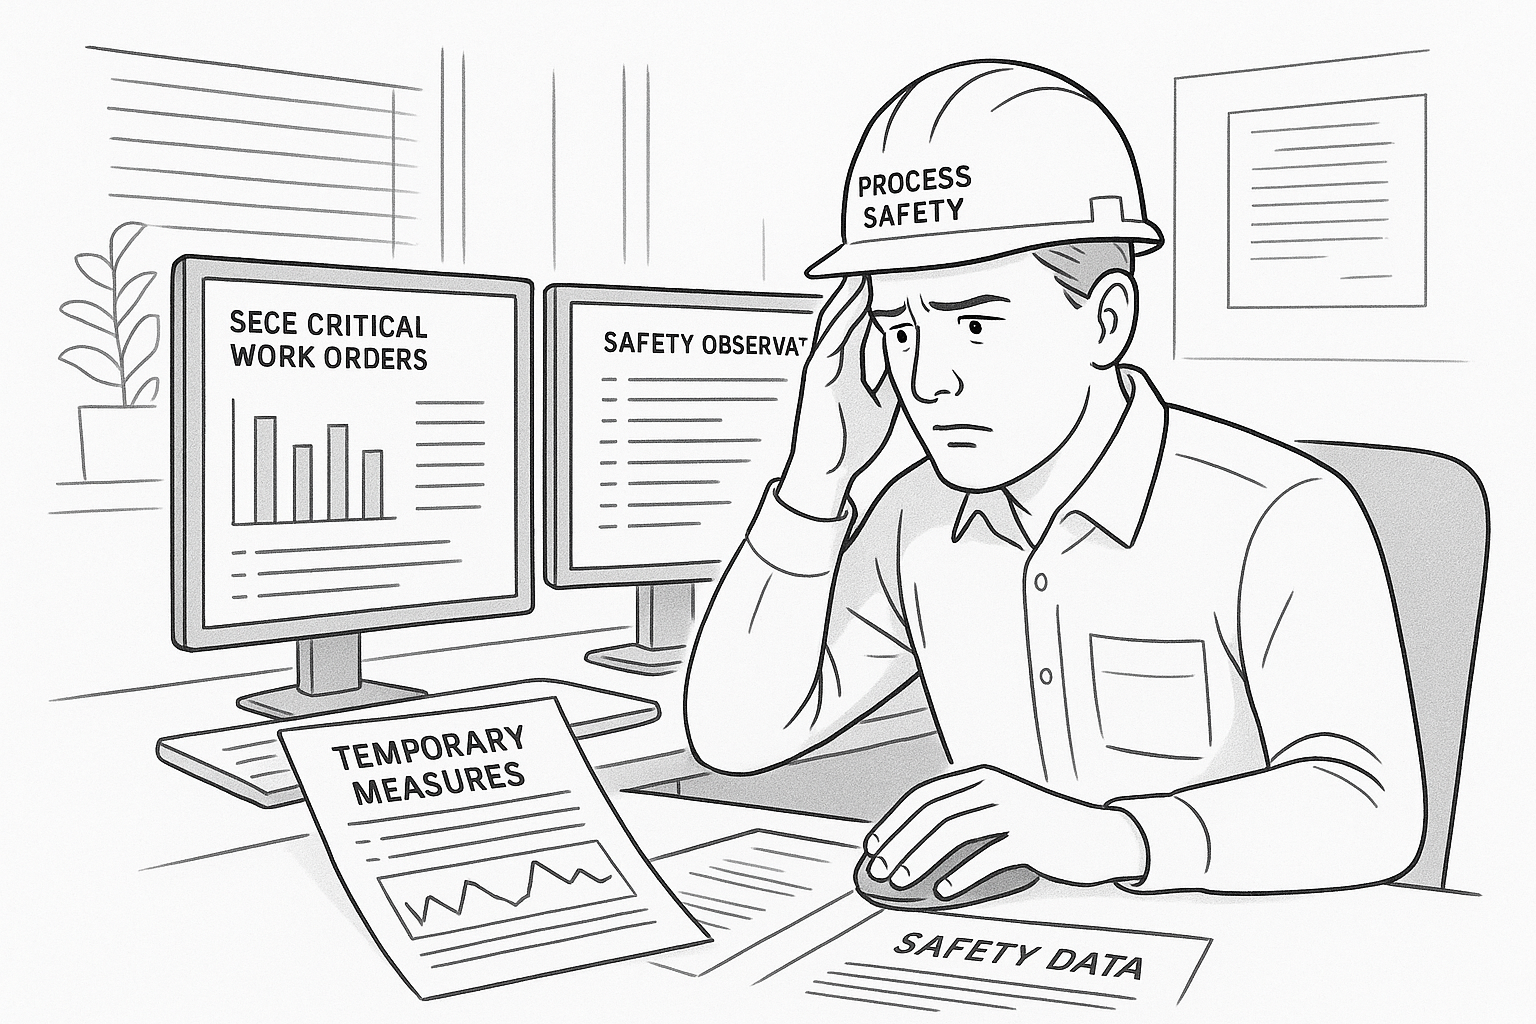 PROCESS
SAFETY
SECE CRITICAL
WORK ORDERS
SAFETY OBSERVAT
TEMPORARY
MEASURES
SAFETY DATA